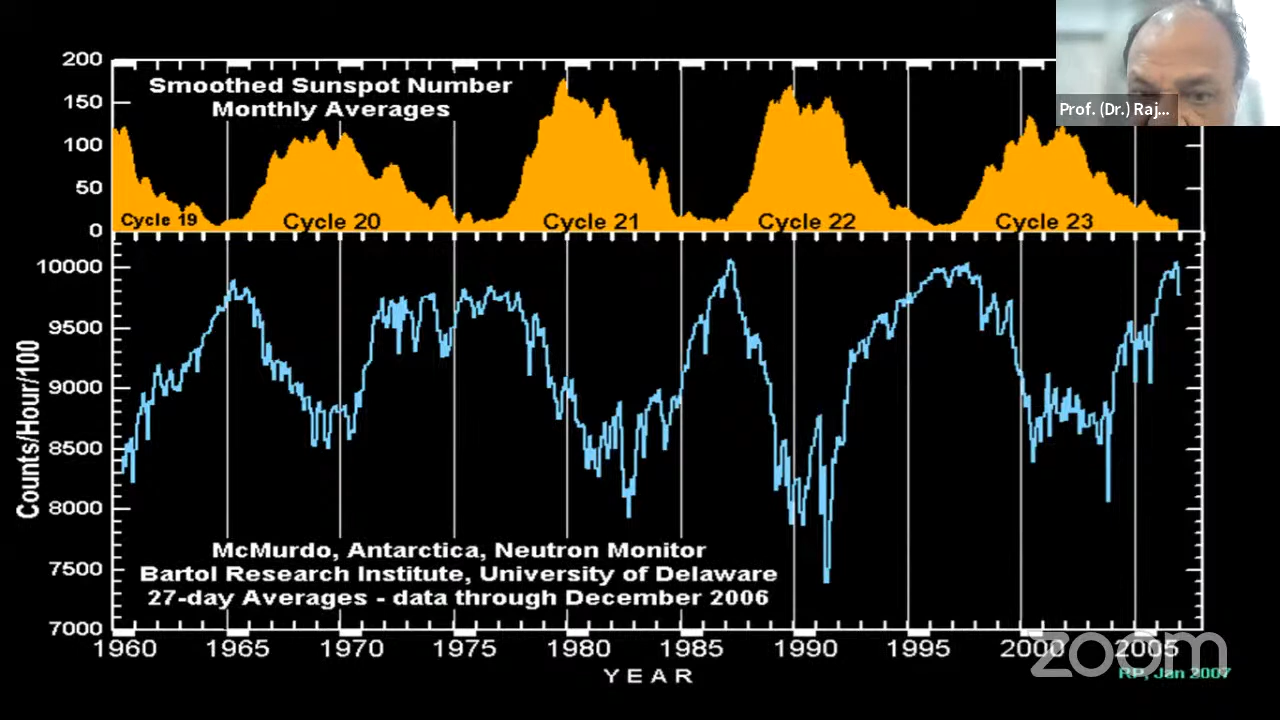 Smoothed Sunspot Number
Monthly Averages
Prof. (Dr.) Raj...
200
150
100
50
0
Cycle 19
Cycle 20
Cycle 21
Cycle 22
Cycle 23
Counts/Hour/100
10000
9500
9000
8500
8000
7500
7000
McMurdo, Antarctica, Neutron Monitor
Bartol Research Institute, University of Delaware
27-day Averages - data through December 2006
1960 1965 1970 1975 1980 1985 1990 1995 2000 2005
YEAR
zoom
RP, Jan 2007